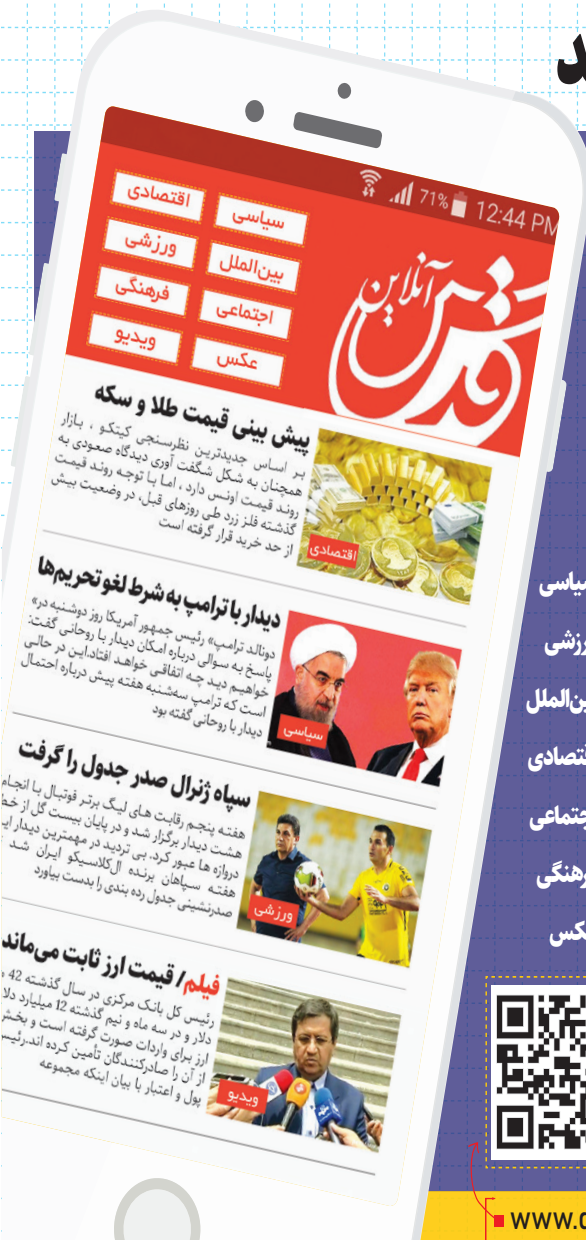 71% 12:44 PM
قدس آنلاین
سیاسی
اقتصادی
بین‌الملل
ورزشی
اجتماعی
فرهنگی
عکس
ویدیو
پیش بینی قیمت طلا و سکه
بر اساس جدیدترین نظرسنجی کیتکو ، بازار
همچنان به شکل شگفت آوری دیدگاه صعودی به
روند قیمت اونس دارد ، اما با توجه روند قیمت
گذشته فلز زرد طی روزهای قبل، در وضعیت بیش
از حد خرید قرار گرفته است
اقتصادی
دیدار با ترامپ به شرط لغو تحریم‌ها
دونالد ترامپ» رئیس جمهور آمریکا روز دوشنبه در»
پاسخ به سوالی درباره امکان دیدار با روحانی گفت:
خواهیم دید چه اتفاقی خواهد افتاد.این در حالی
است که ترامپ سه‌شنبه هفته پیش درباره احتمال
دیدار با روحانی گفته بود
سیاسی
سپاه ژنرال صدر جدول را گرفت
هفته پنجم رقابت های لیگ برتر فوتبال با انجام
هشت دیدار برگزار شد و در پایان بیست گل از خط
دروازه ها عبور کرد. بی تردید در مهمترین دیدار
هفته سپاهان برنده ال‌کلاسیکو ایران شد
صدرنشینی جدول رده بندی را بدست بیاورد
ورزشی
فیلم/ قیمت ارز ثابت می‌ماند
رئیس کل بانک مرکزی در سال گذشته 42
دلار و در سه ماه و نیم گذشته 12 میلیارد
ارز برای واردات صورت گرفته است و بخش
از آن را صادرکنندگان تأمین کرده اند.رئیس
پول و اعتبار با بیان اینکه مجموعه
ویدیو
www.